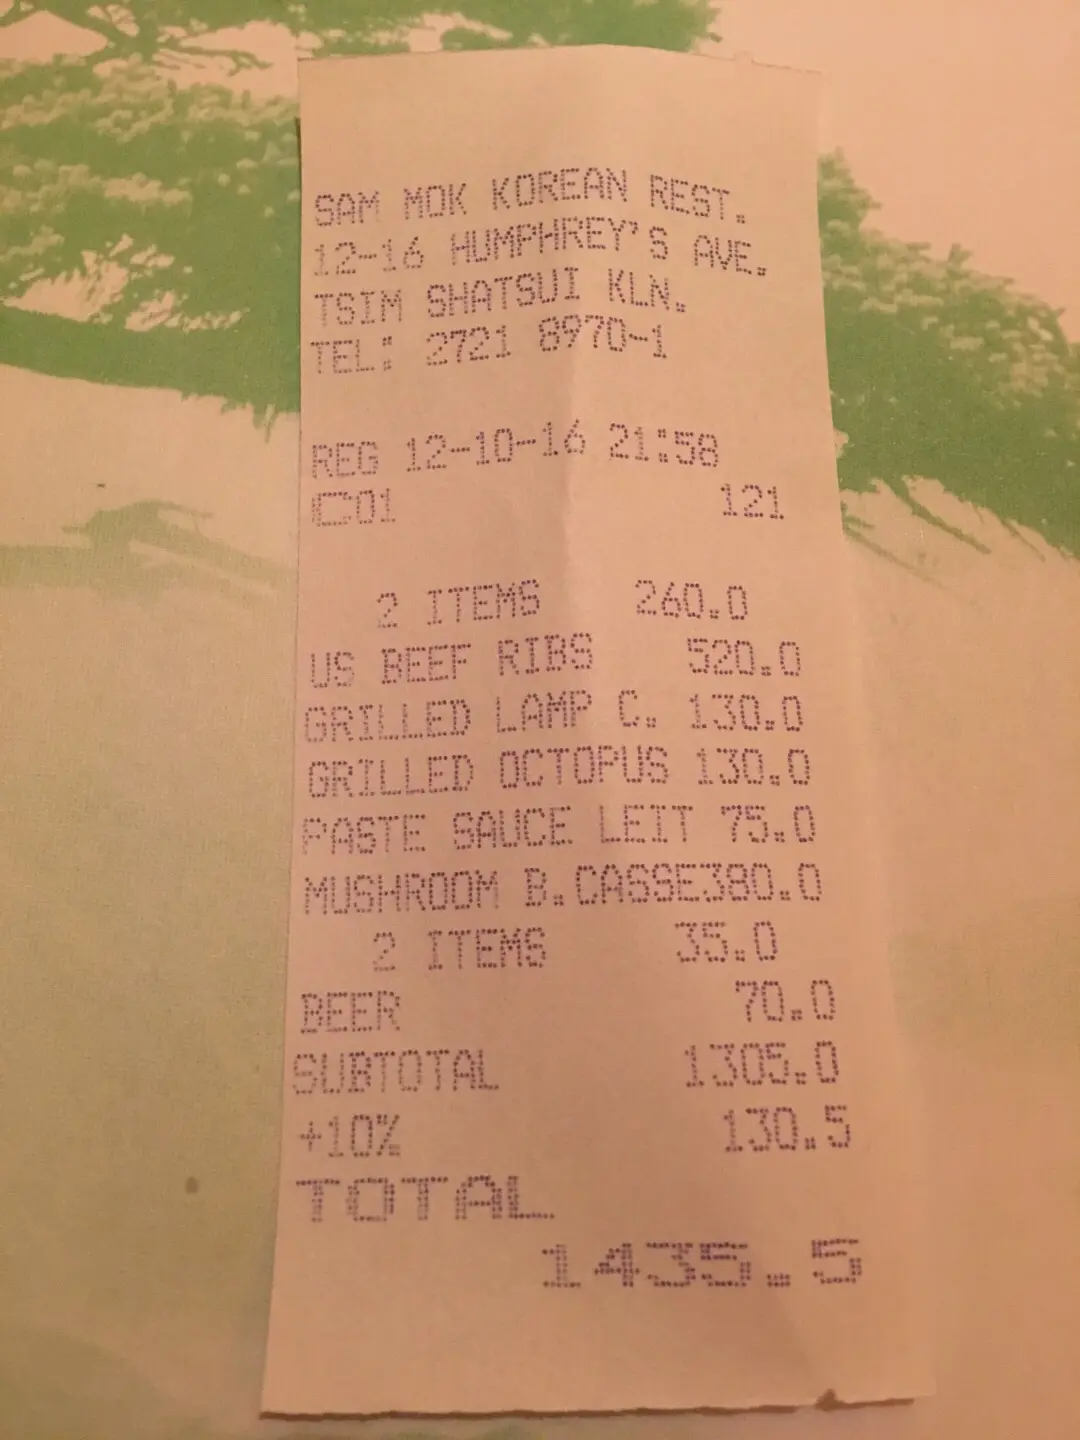 SAM MOK KOREAN REST.
12-16 HUMPHREY'S AVE.
TSIM SHATSUI KLN.
TEL: 2721 8970-1
REG 12-10-16 21:58
C01 121
2 ITEMS 260.0
US BEEF RIBS 520.0
GRILLED LAMP C. 130.0
GRILLED OCTOPUS 130.0
PASTE SAUCE LEIT 75.0
MUSHROOM B.CASSE380.0
2 ITEMS 35.0
BEER 70.0
SUBTOTAL 1305.0
+10% 130.5
TOTAL
1435.5